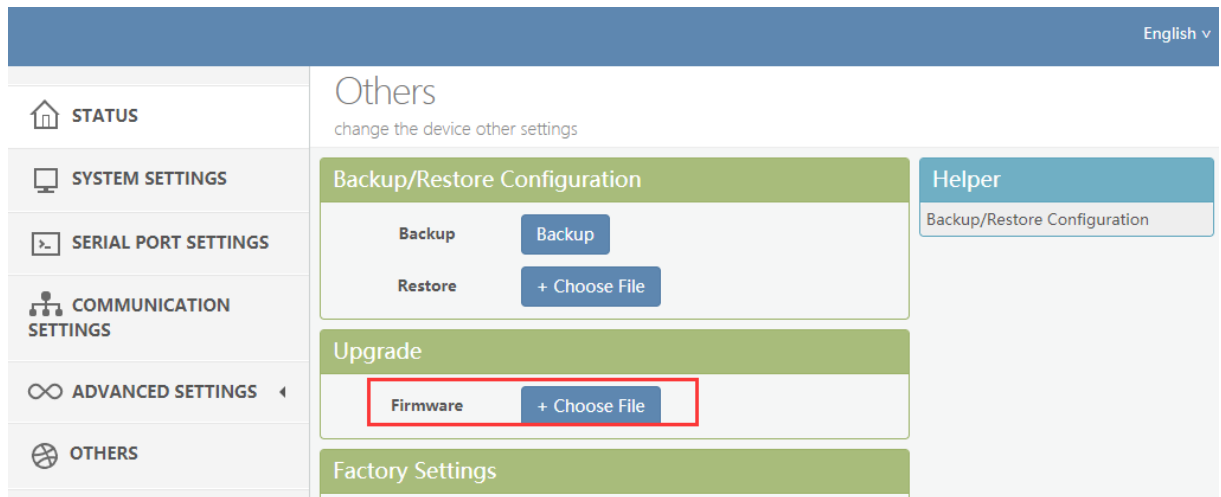 English ˅
STATUS
SYSTEM SETTINGS
SERIAL PORT SETTINGS
COMMUNICATION
SETTINGS
ADVANCED SETTINGS
OTHERS
Others
change the device other settings
Backup/Restore Configuration
Backup Backup
Restore + Choose File
Upgrade
Firmware + Choose File
Factory Settings
Helper
Backup/Restore Configuration